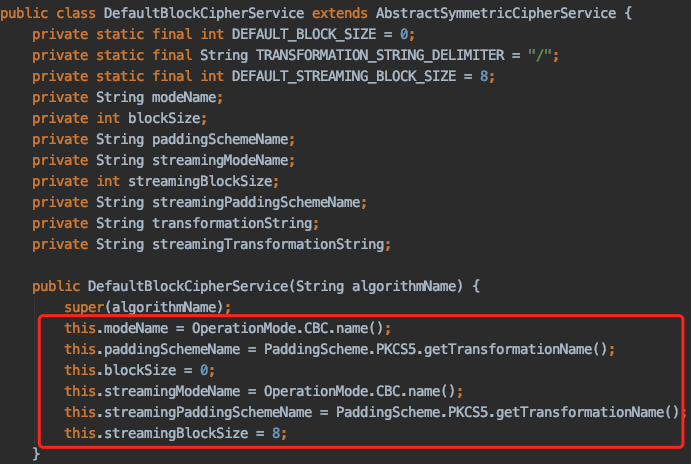 public class DefaultBlockCipherService extends AbstractSymmetricCipherService {
    private static final int DEFAULT_BLOCK_SIZE = 0;
    private static final String TRANSFORMATION_STRING_DELIMITER = "/";
    private static final int DEFAULT_STREAMING_BLOCK_SIZE = 8;
    private String modeName;
    private int blockSize;
    private String paddingSchemeName;
    private String streamingModeName;
    private int streamingBlockSize;
    private String streamingPaddingSchemeName;
    private String transformationString;
    private String streamingTransformationString;
    public DefaultBlockCipherService(String algorithmName) {
        super(algorithmName);
        this.modeName = OperationMode.CBC.name();
        this.paddingSchemeName = PaddingScheme.PKCS5.getTransformationName();
        this.blockSize = 0;
        this.streamingModeName = OperationMode.CBC.name();
        this.streamingPaddingSchemeName = PaddingScheme.PKCS5.getTransformationName();
        this.streamingBlockSize = 8;
    }